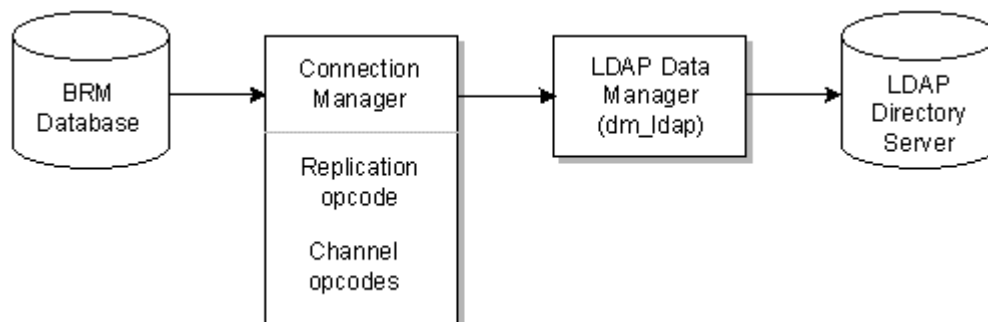 BRM
Database
Connection
Manager
Replication
opcode
Channel
opcodes
LDAP Data
Manager
(dm_ldap)
LDAP
Directory
Server